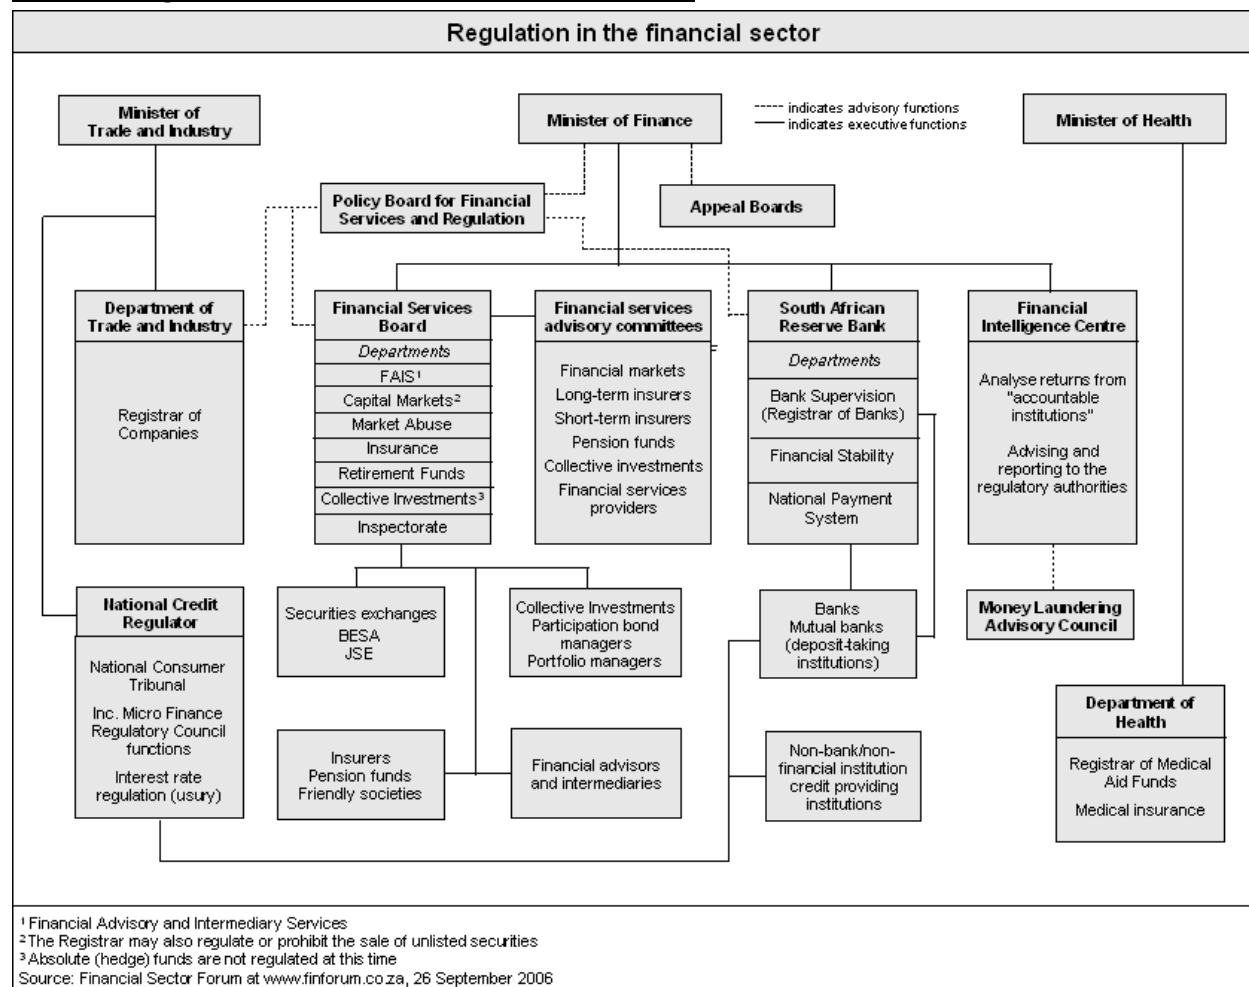 Regulation in the financial sector
Minister of
Trade and Industry
Minister of Finance
indicates advisory functions
indicates executive functions
Minister of Health
Policy Board for Financial
Services and Regulation
Appeal Boards
Department of
Trade and Industry
Registrar of
Companies
Financial Services
Board
Departments
FAIS¹
Capital Markets²
Market Abuse
Insurance
Retirement Funds
Collective Investments³
Inspectorate
Financial services
advisory committees
Financial markets
Long-term insurers
Short-term insurers
Pension funds
Collective investments
Financial services
providers
South African
Reserve Bank
Departments
Bank Supervision
(Registrar of Banks)
Financial Stability
National Payment
System
Financial
Intelligence Centre
Analyse returns from
"accountable
institutions"
Advising and
reporting to the
regulatory authorities
National Credit
Regulator
National Consumer
Tribunal
Inc. Micro Finance
Regulatory Council
functions
Interest rate
regulation (usury)
Securities exchanges
BESA
JSE
Collective Investments
Participation bond
managers
Portfolio managers
Banks
Mutual banks
(deposit-taking
institutions)
Money Laundering
Advisory Council
Insurers
Pension funds
Friendly societies
Financial advisors
and intermediaries
Non-bank/non-
financial institution
credit providing
institutions
Department of
Health
Registrar of Medical
Aid Funds
Medical insurance
¹ Financial Advisory and Intermediary Services
² The Registrar may also regulate or prohibit the sale of unlisted securities
³ Absolute (hedge) funds are not regulated at this time
Source: Financial Sector Forum at www.finforum.co.za, 26 September 2006